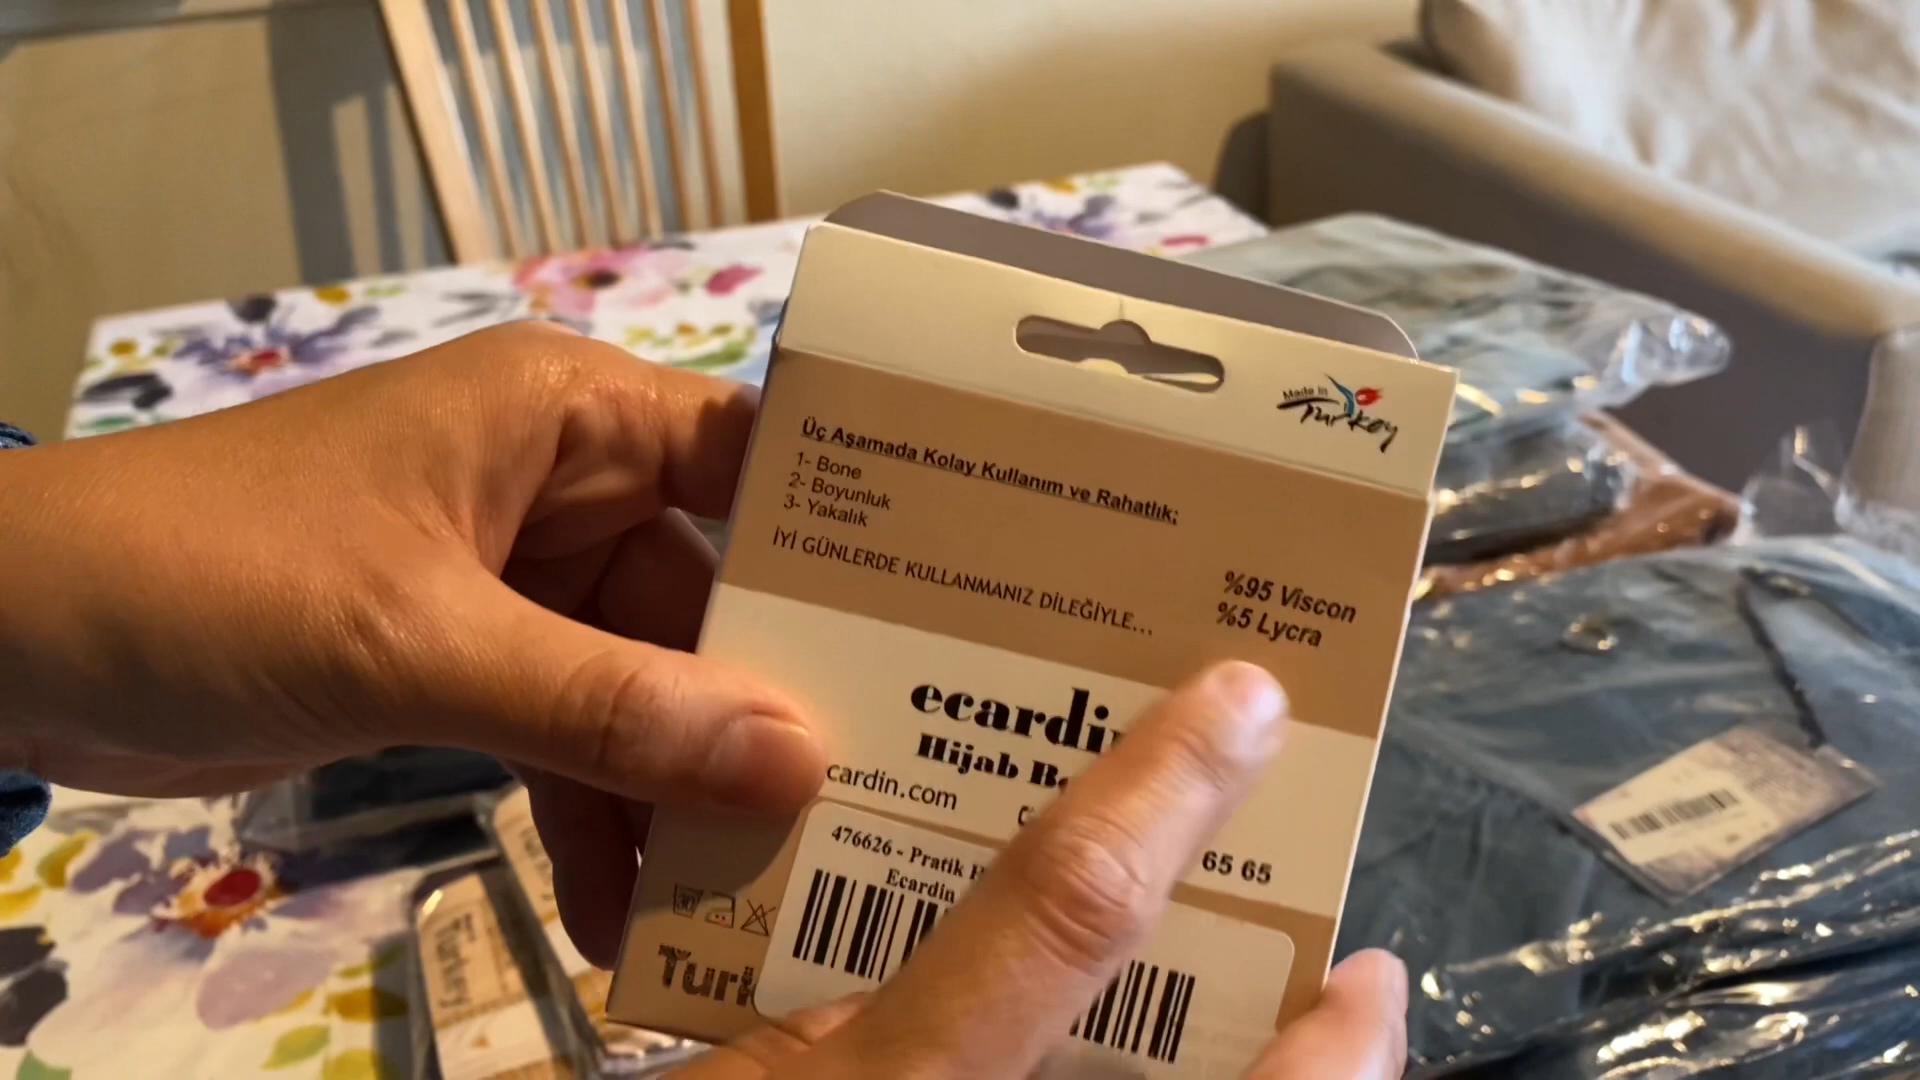 Made in
Turkey
Üç Aşamada Kolay Kullanım ve Rahatlık;
1- Bone
2- Boyunluk
3- Yakalık
İYİ GÜNLERDE KULLANMANIZ DİLEĞİYLE...
%95 Viscon
%5 Lycra
ecardin
Hijab
cardin.com
65 65
476626 - Pratik
Ecardin
30
Turkey